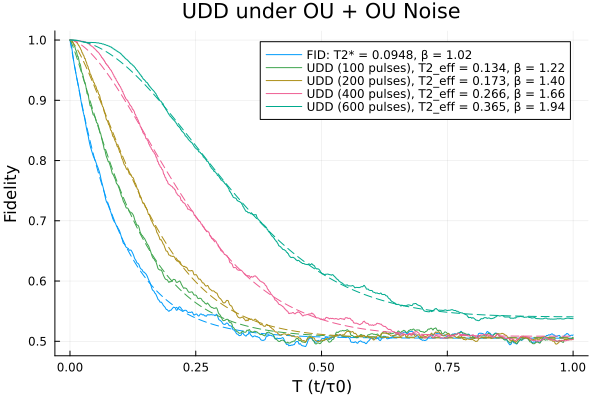 UDD under OU + OU Noise
FID: T2* = 0.0948, β = 1.02
UDD (100 pulses), T2_eff = 0.134, β = 1.22
UDD (200 pulses), T2_eff = 0.173, β = 1.40
UDD (400 pulses), T2_eff = 0.266, β = 1.66
UDD (600 pulses), T2_eff = 0.365, β = 1.94
Fidelity
1.0
0.9
0.8
0.7
0.6
0.5
0.00 0.25 0.50 0.75 1.00
T (t/τ0)